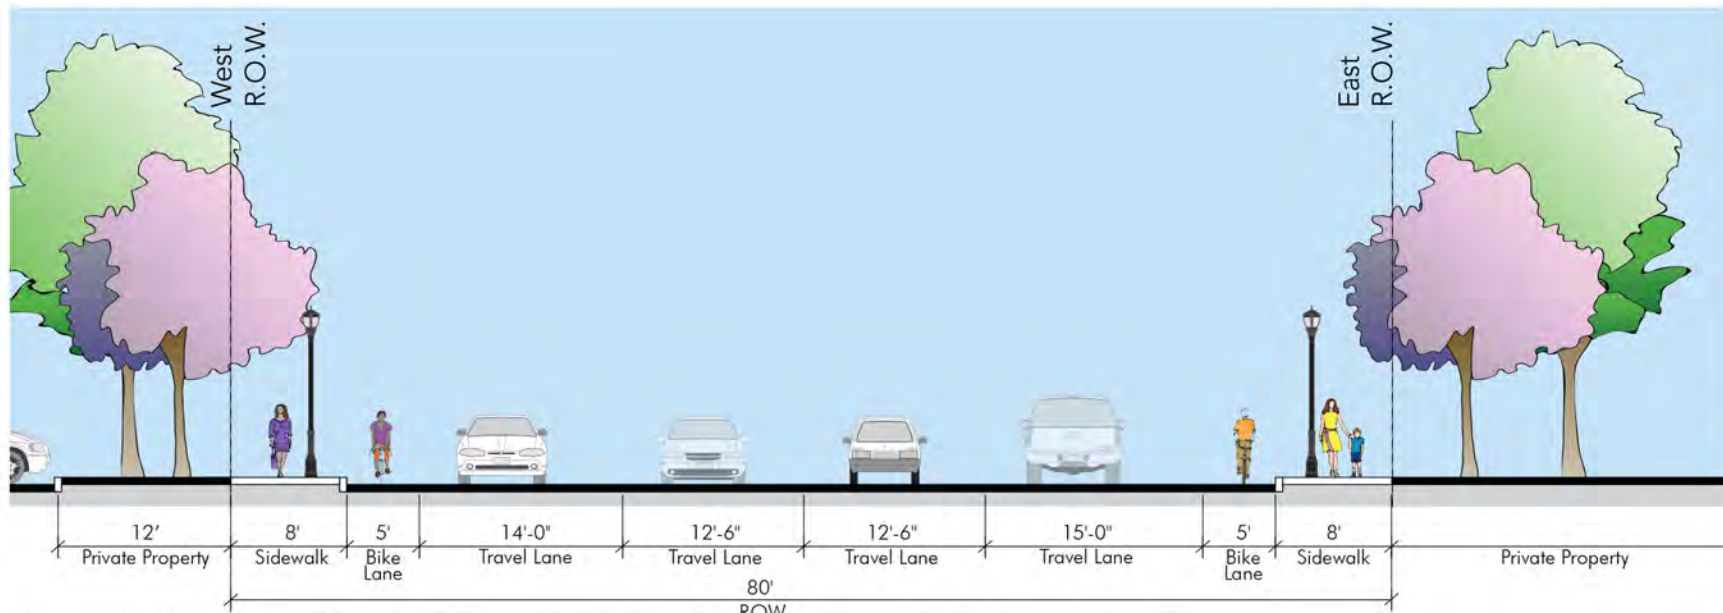 West
R.O.W.
East
R.O.W.
12' 8' 5' 14'-0" 12'-6" 12'-6" 15'-0" 5' 8'
Private Property Sidewalk Bike Travel Lane Travel Lane Travel Lane Travel Lane Bike Sidewalk Private Property
Lane Lane
80'
ROW